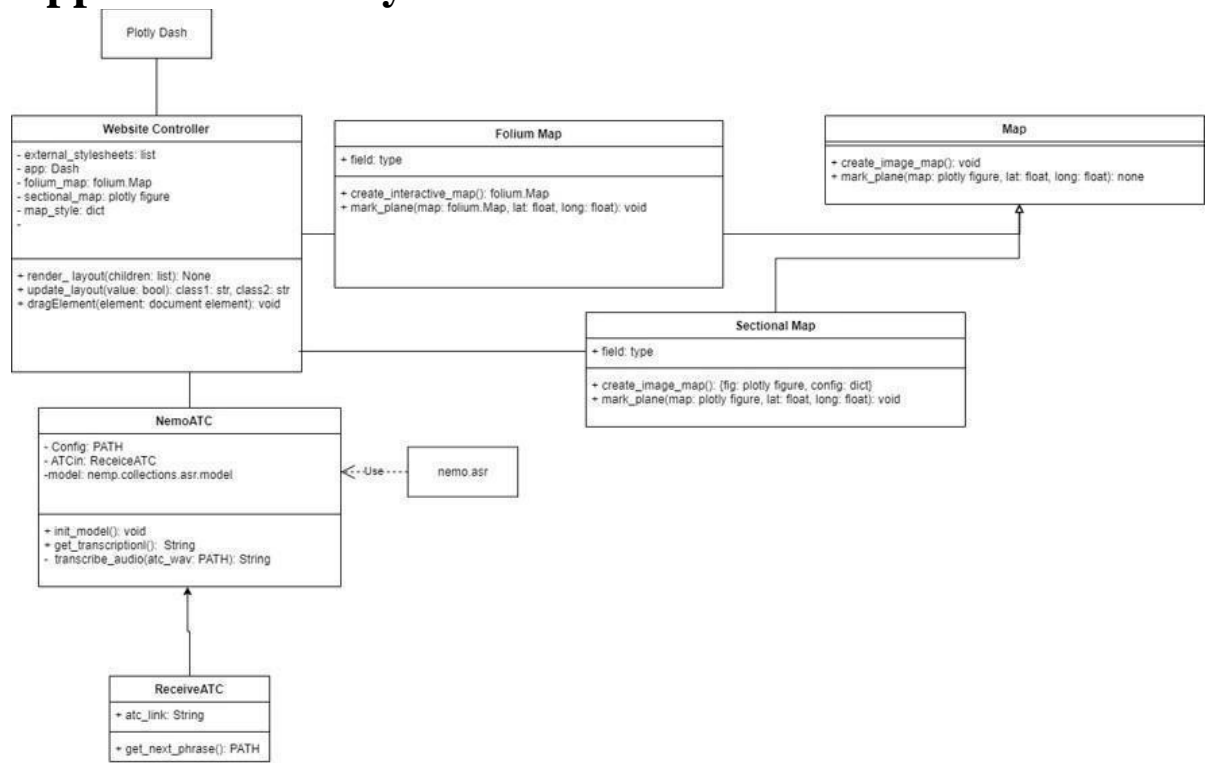 Plotly Dash
Website Controller
- external_stylesheets: list
- app: Dash
- folium_map: folium.Map
- sectional_map: plotly figure
- map_style: dict
-
+ render_ layout(children: list): None
+ update_layout(value: bool): class1: str, class2: str
+ dragElement(element: document element): void
Folium Map
+ field: type
+ create_interactive_map(): folium.Map
+ mark_plane(map: folium.Map, lat: float, long: float): void
Map
+ create_image_map(): void
+ mark_plane(map: plotly figure, lat: float, long: float): none
Sectional Map
+ field: type
+ create_image_map(): {fig: plotly figure, config: dict}
+ mark_plane(map: plotly figure, lat: float, long: float): void
NemoATC
- Config: PATH
- ATCin: ReceiceATC
-model: nemp.collections.asr.model
+ init_model(): void
+ get_transcriptionl(): String
- transcribe_audio(atc_wav: PATH): String
Use
nemo.asr
ReceiveATC
+ atc_link: String
+ get_next_phrase(): PATH